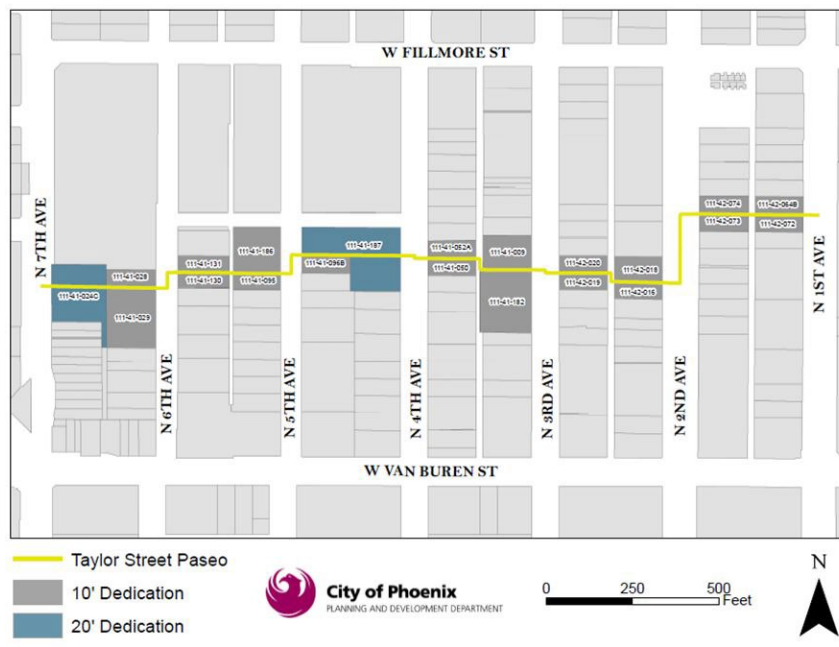 W FILLMORE ST
N 7TH AVE
N 6TH AVE
N 5TH AVE
N 4TH AVE
N 3RD AVE
N 2ND AVE
N 1ST AVE
111-42-074
111-42-064B
111-42-073
111-42-072
111-41-186
111-41-187
111-41-009
111-41-052A
111-41-131
111-41-096B
111-41-050
111-42-020
111-42-018
111-41-028
111-41-130
111-41-095
111-42-019
111-42-016
111-41-024C
111-41-029
111-41-182
W VAN BUREN ST
Taylor Street Paseo
10' Dedication
20' Dedication
City of Phoenix
PLANNING AND DEVELOPMENT DEPARTMENT
0 250 500
Feet
N